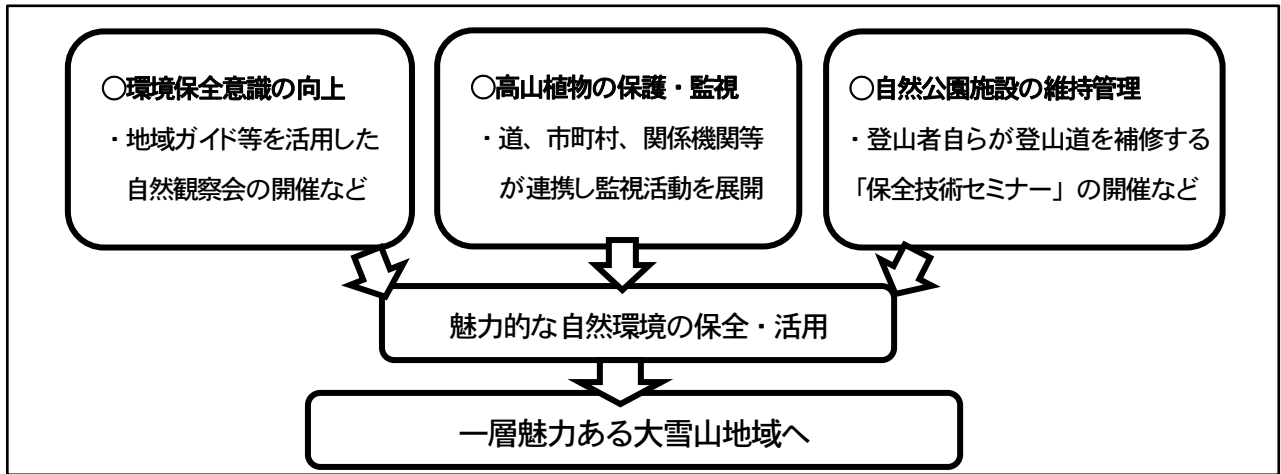 ○環境保全意識の向上
・地域ガイド等を活用した
自然観察会の開催など
○高山植物の保護・監視
・道、市町村、関係機関等
が連携し監視活動を展開
○自然公園施設の維持管理
・登山者自らが登山道を補修する
「保全技術セミナー」の開催など
魅力的な自然環境の保全・活用
一層魅力ある大雪山地域へ